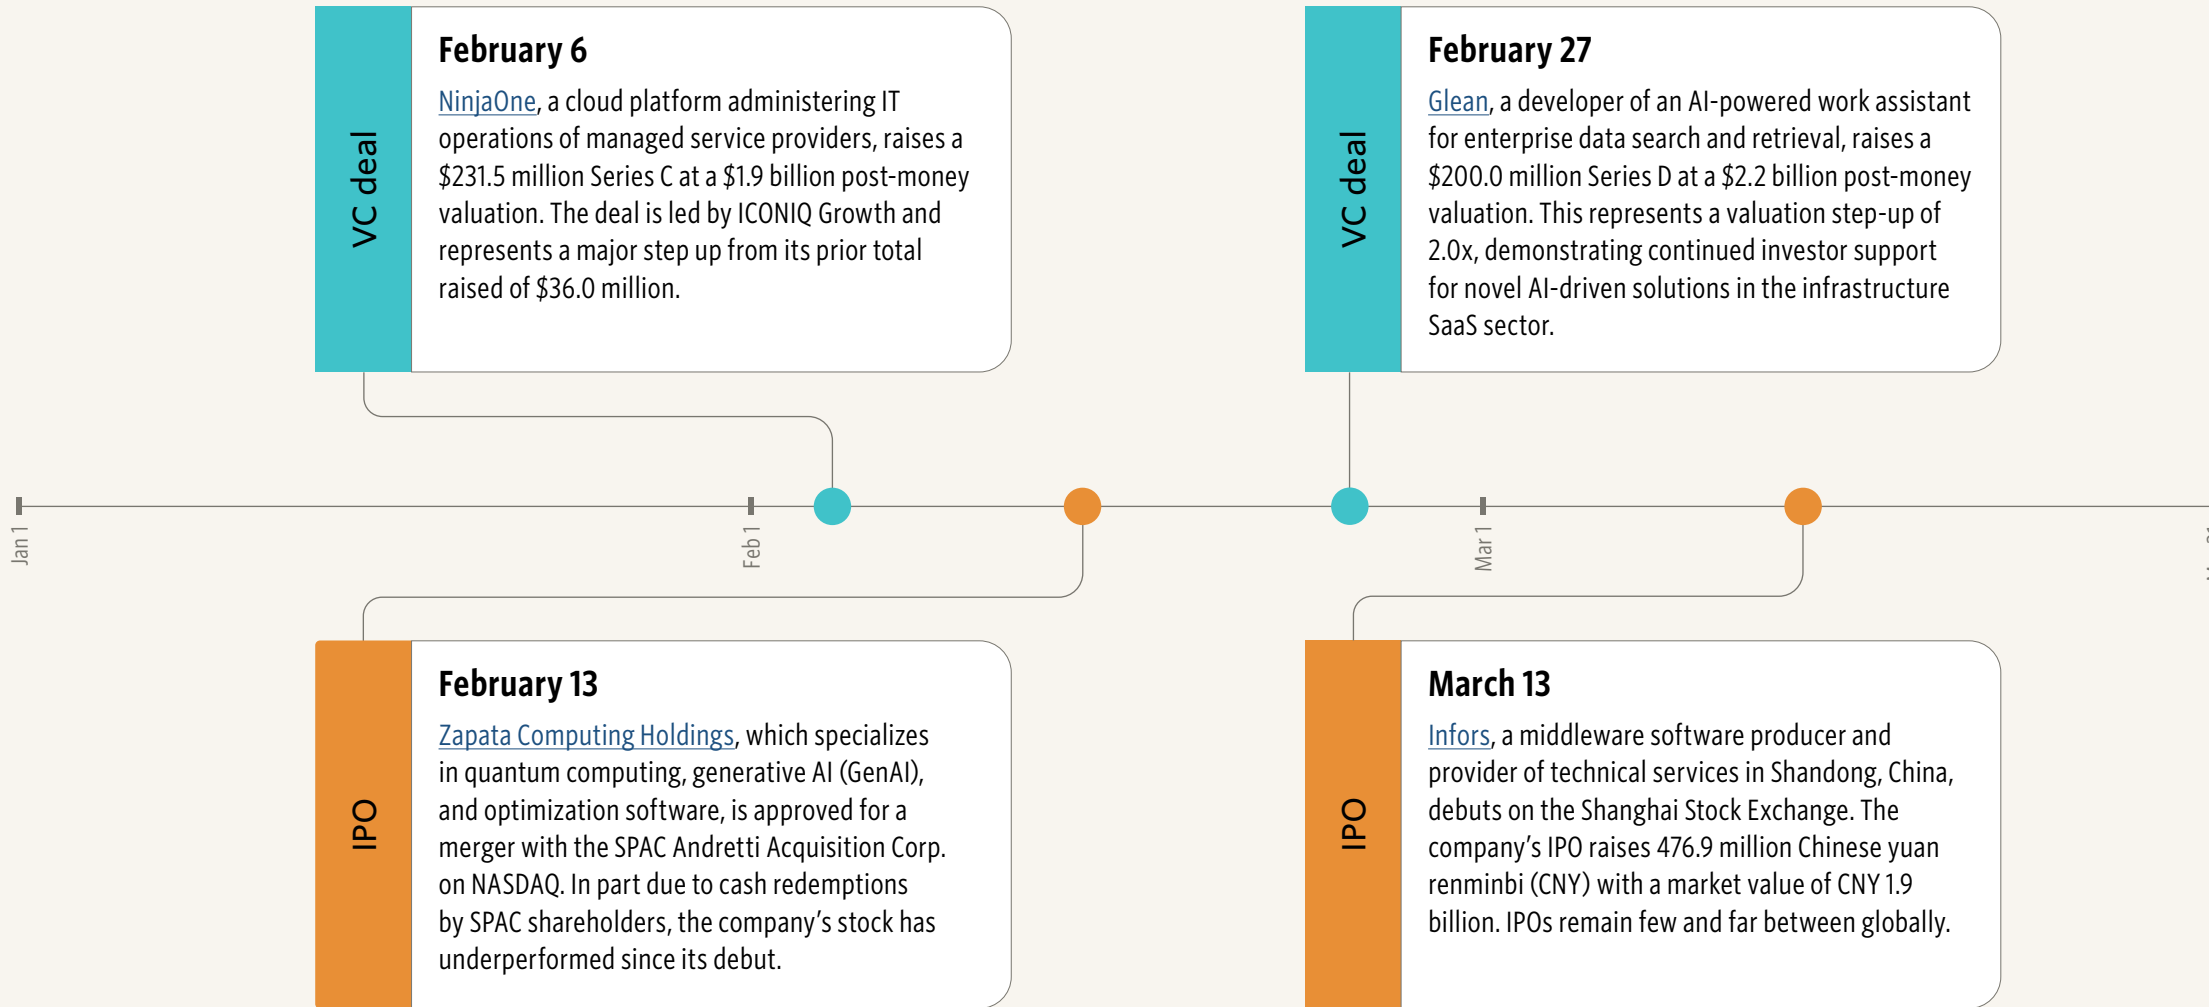 VC deal
February 6
NinjaOne, a cloud platform administering IT
operations of managed service providers, raises a
$231.5 million Series C at a $1.9 billion post-money
valuation. The deal is led by ICONIQ Growth and
represents a major step up from its prior total
raised of $36.0 million.
VC deal
February 27
Glean, a developer of an AI-powered work assistant
for enterprise data search and retrieval, raises a
$200.0 million Series D at a $2.2 billion post-money
valuation. This represents a valuation step-up of
2.0x, demonstrating continued investor support
for novel AI-driven solutions in the infrastructure
SaaS sector.
Jan 1
Feb 1
Mar 1
IPO
February 13
Zapata Computing Holdings, which specializes
in quantum computing, generative AI (GenAI),
and optimization software, is approved for a
merger with the SPAC Andretti Acquisition Corp.
on NASDAQ. In part due to cash redemptions
by SPAC shareholders, the company's stock has
underperformed since its debut.
IPO
March 13
Infors, a middleware software producer and
provider of technical services in Shandong, China,
debuts on the Shanghai Stock Exchange. The
company's IPO raises 476.9 million Chinese yuan
renminbi (CNY) with a market value of CNY 1.9
billion. IPOs remain few and far between globally.